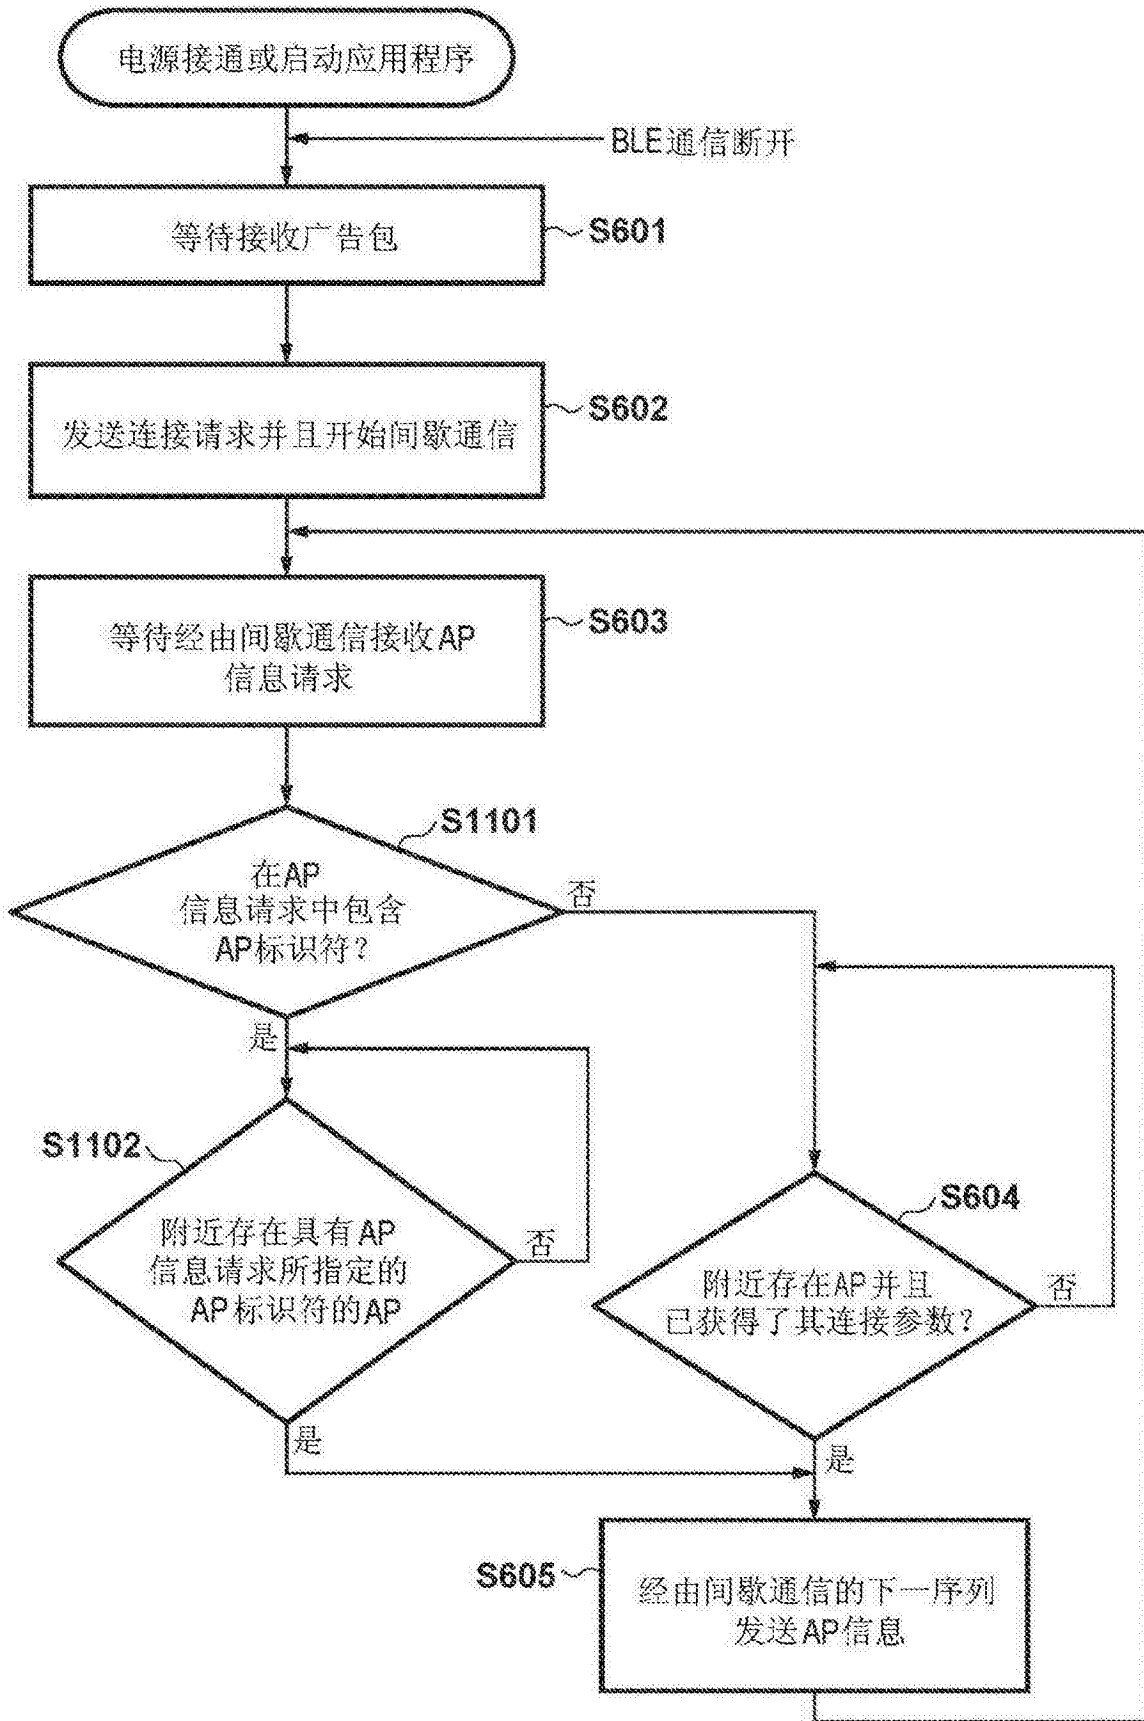 电源接通或启动应用程序
BLE通信断开
等待接收广告包
S601
发送连接请求并且开始间歇通信
S602
等待经由间歇通信接收AP
信息请求
S603
S1101
在AP
信息请求中包含
AP标识符?
否
是
S1102
附近存在具有AP
信息请求所指定的
AP标识符的AP
否
是
S604
附近存在AP并且
已获得了其连接参数?
否
是
S605
经由间歇通信的下一序列
发送AP信息